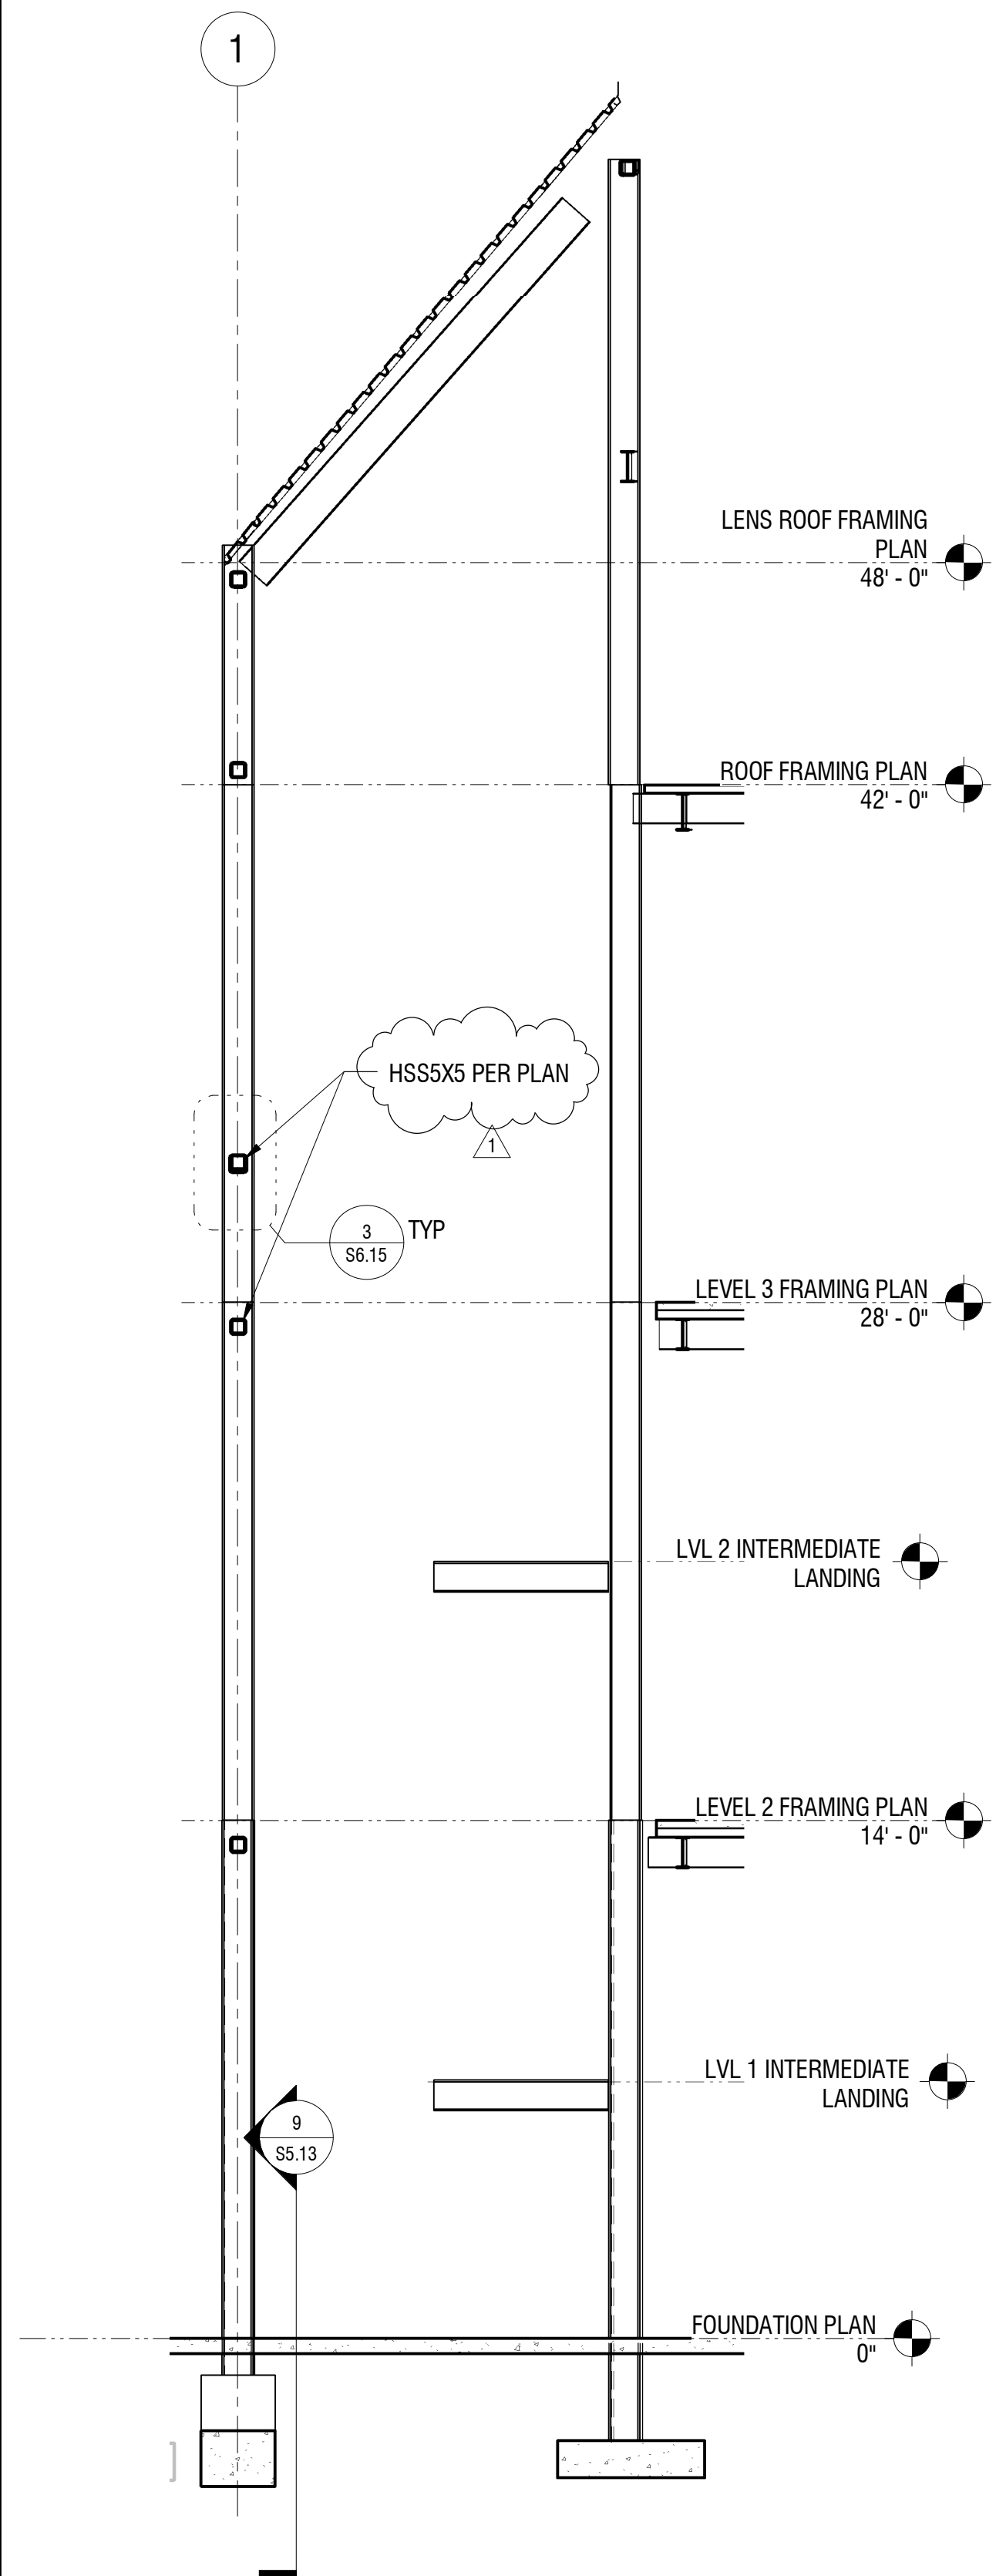 1
LENS ROOF FRAMING
PLAN
48' - 0"
ROOF FRAMING PLAN
42' - 0"
HSS5X5 PER PLAN
1
3
S6.15
TYP
LEVEL 3 FRAMING PLAN
28' - 0"
LVL 2 INTERMEDIATE
LANDING
LEVEL 2 FRAMING PLAN
14' - 0"
LVL 1 INTERMEDIATE
LANDING
9
S5.13
FOUNDATION PLAN
0"
]